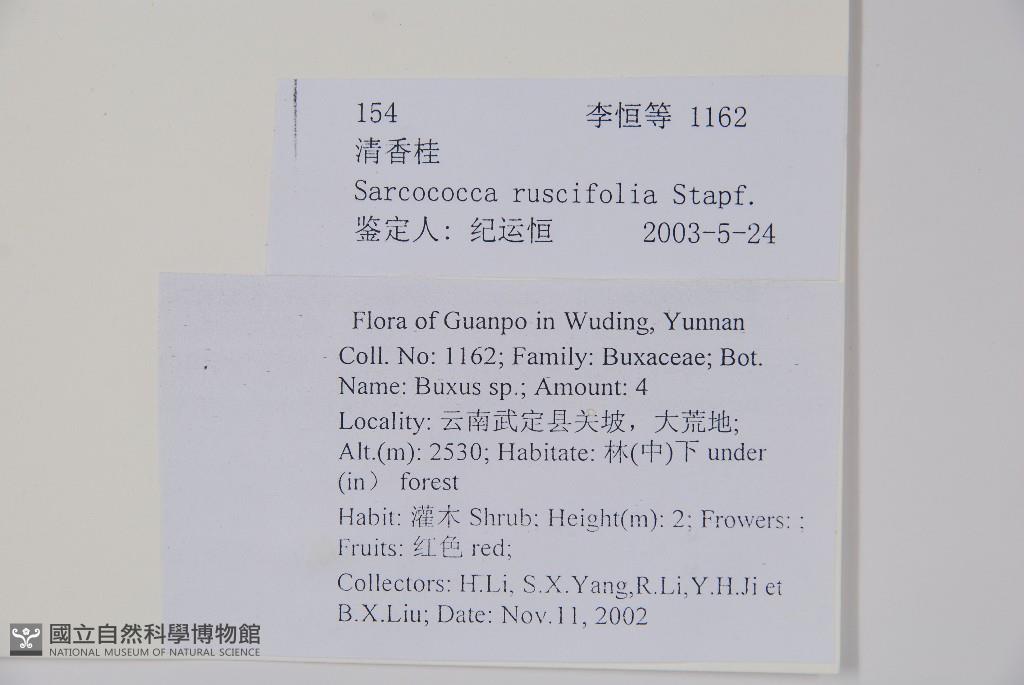 154 李恒等 1162
清香桂
Sarcococca ruscifolia Stapf.
鉴定人: 纪运恒 2003-5-24
Flora of Guanpo in Wuding, Yunnan
Coll. No: 1162; Family: Buxaceae; Bot.
Name: Buxus sp.; Amount: 4
Locality: 云南武定县关坡，大荒地;
Alt.(m): 2530; Habitate: 林(中)下 under
(in） forest
Habit: 灌木 Shrub; Height(m): 2; Frowers: ;
Fruits: 红色 red;
Collectors: H.Li, S.X.Yang,R.Li,Y.H.Ji et
B.X.Liu; Date: Nov.11, 2002
國立自然科學博物館
NATIONAL MUSEUM OF NATURAL SCIENCE